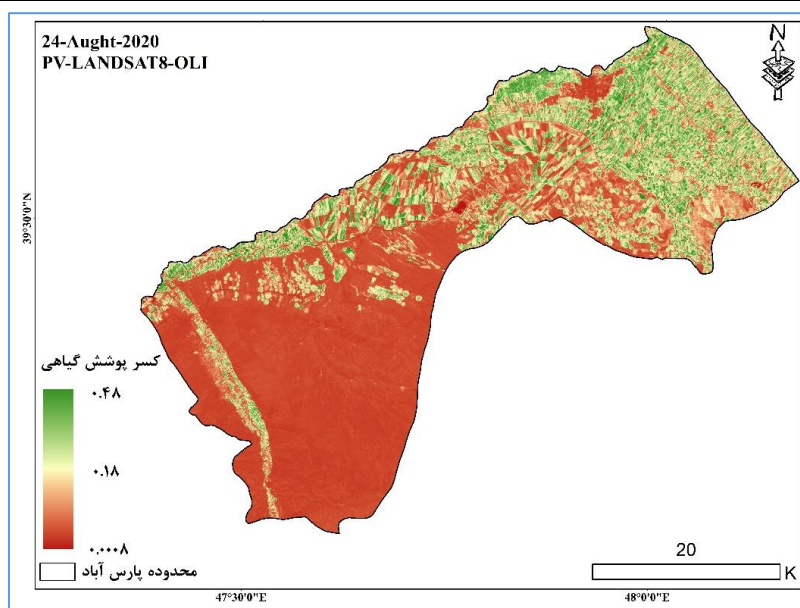 24-Aught-2020
PV-LANDSAT8-OLI
N
39°30'0"N
کسر پوشش گیاهی
۰.۴۸
۰.۱۸
۰.۰۰۰۸
محدوده پارس آباد
20
K
47°30'0"E
48°0'0"E